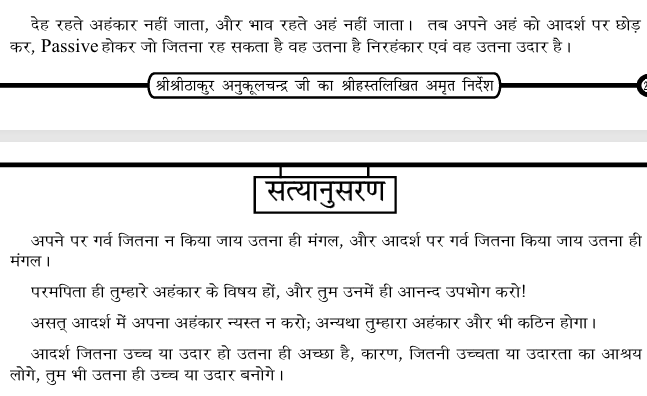 देह रहते अहंकार नहीं जाता, और भाव रहते अहं नहीं जाता। तब अपने अहं को आदर्श पर छोड़
कर, Passive होकर जो जितना रह सकता है वह उतना है निरहंकार एवं वह उतना उदार है।
श्रीश्रीठाकुर अनुकूलचन्द्र जी का श्रीहस्तलिखित अमृत निर्देश
सत्यानुसरण
अपने पर गर्व जितना न किया जाय उतना ही मंगल, और आदर्श पर गर्व जितना किया जाय उतना ही
मंगल।
परमपिता ही तुम्हारे अहंकार के विषय हों, और तुम उनमें ही आनन्द उपभोग करो!
असत् आदर्श में अपना अहंकार न्यस्त न करो; अन्यथा तुम्हारा अहंकार और भी कठिन होगा।
आदर्श जितना उच्च या उदार हो उतना ही अच्छा है, कारण, जितनी उच्चता या उदारता का आश्रय
लोगे, तुम भी उतना ही उच्च या उदार बनोगे।